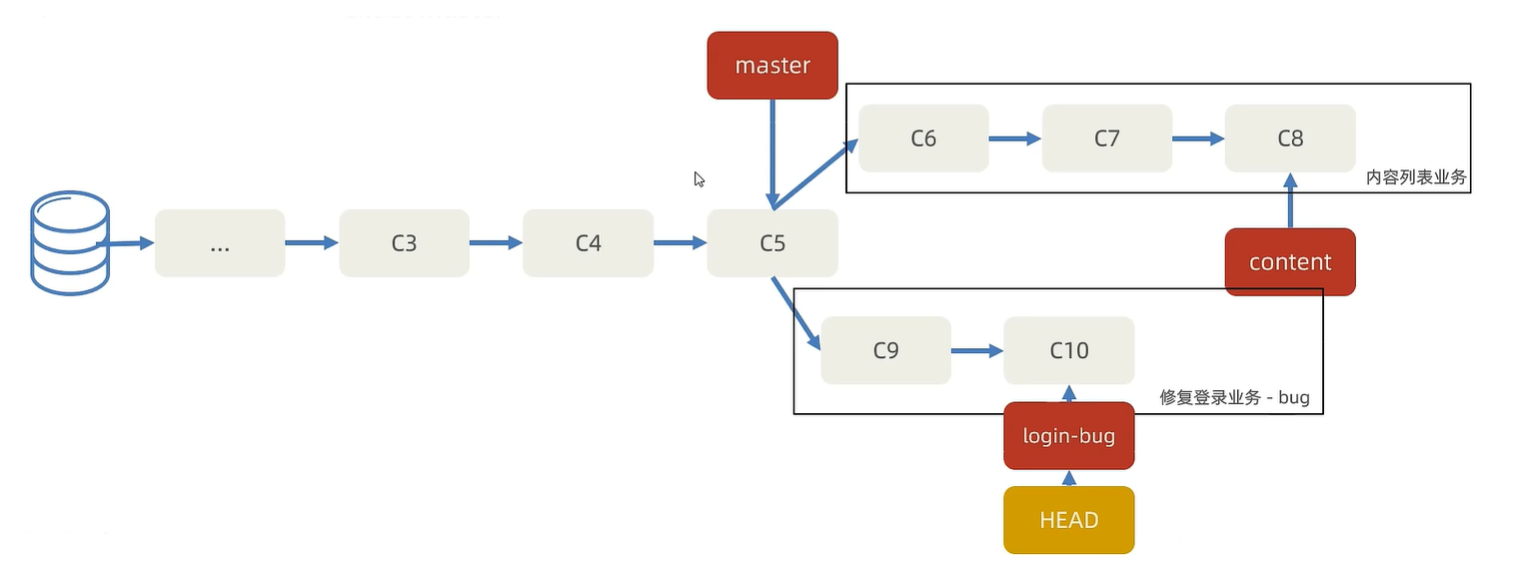 master
C6
C7
C8
内容列表业务
...
C3
C4
C5
content
C9
C10
修复登录业务 - bug
login-bug
HEAD